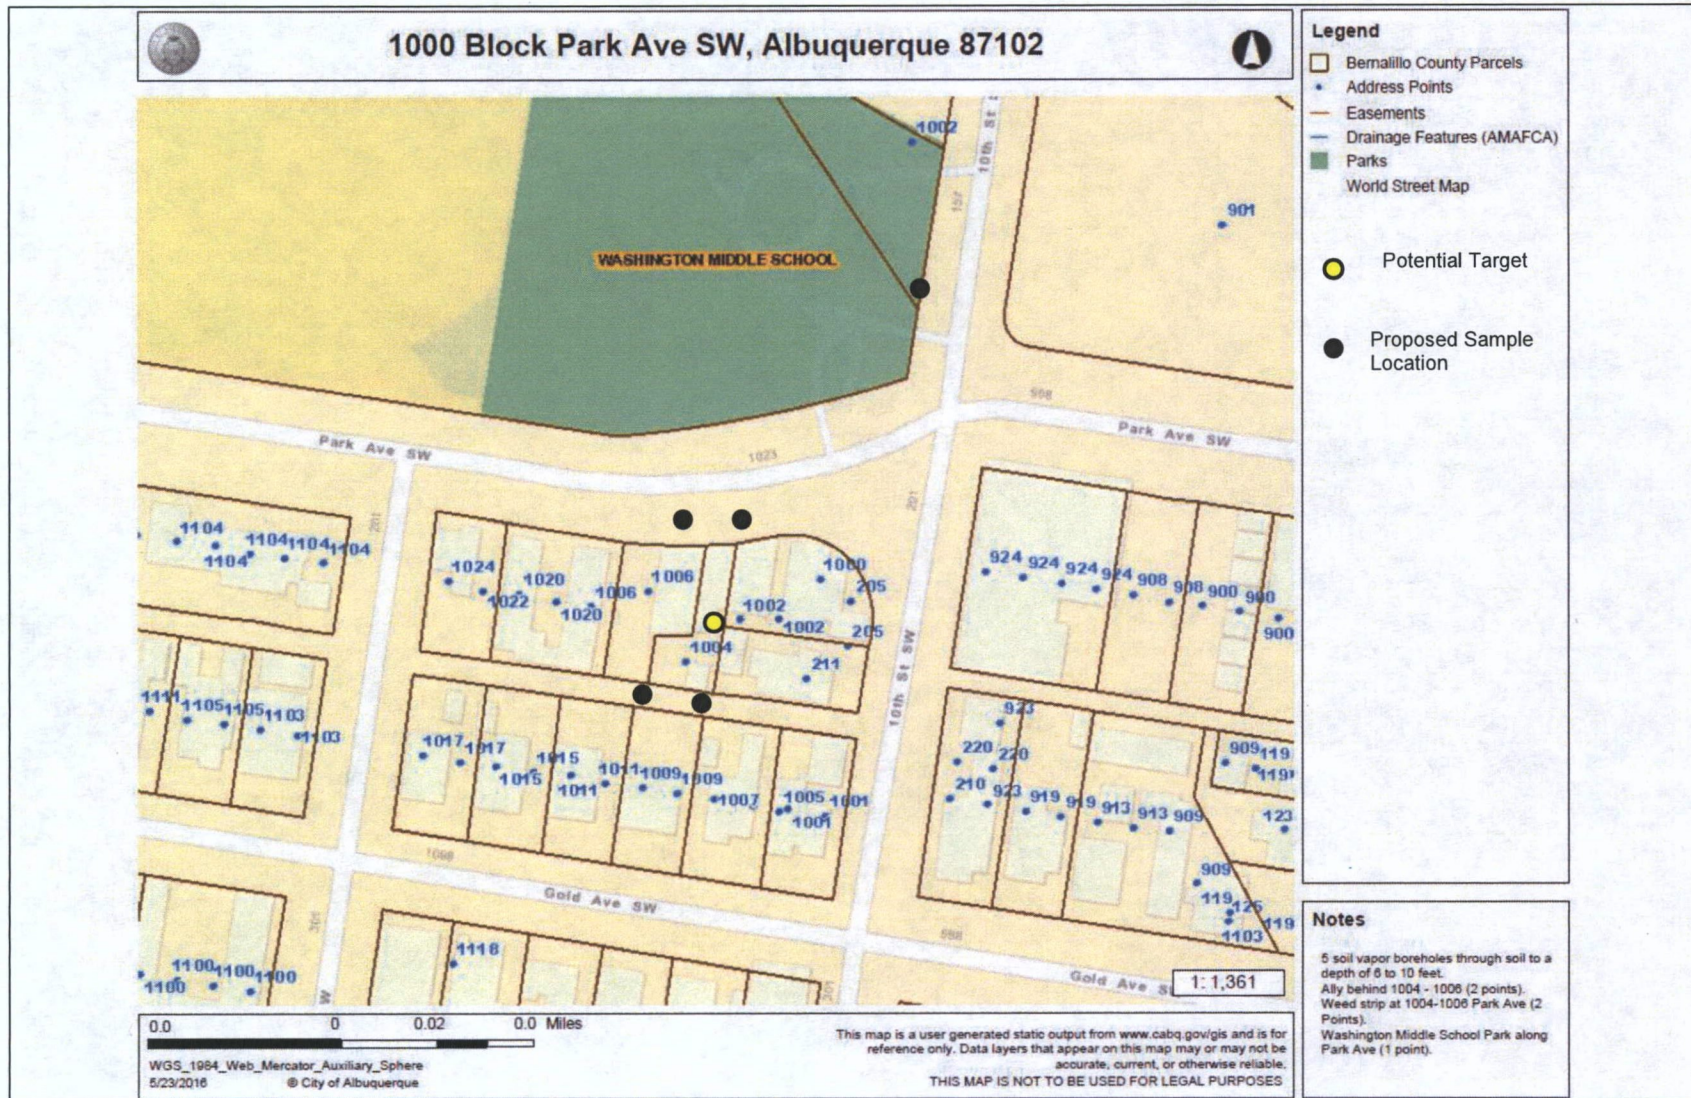 1000 Block Park Ave SW, Albuquerque 87102
Legend
Bernalillo County Parcels
Address Points
Easements
Drainage Features (AMAFCA)
Parks
World Street Map
Potential Target
Proposed Sample
Location
1002
10th St
157
901
WASHINGTON MIDDLE SCHOOL
998
Park Ave SW
Park Ave SW
1023
201
201
1104
1104
1104
1104
1104
1024
1022
1020
1020
1006
1006
1000
205
1002
1002
205
1004
211
924
924
924
924
908
908
900
900
900
10th St SW
1111
1105
1105
1103
1103
1017
1017
1015
1015
1011
1011
1009
1009
1007
1005
1001
1001
923
220
220
210
923
919
919
913
913
909
909
119
119
123
909
119
125
1103
119
1098
Gold Ave SW
998
Gold Ave S
301
W
301
1118
1100
1100
1100
1100
1: 1,361
0.0
0
0.02
0.0 Miles
WGS_1984_Web_Mercator_Auxiliary_Sphere
5/23/2016
© City of Albuquerque
This map is a user generated static output from www.cabq.gov/gis and is for
reference only. Data layers that appear on this map may or may not be
accurate, current, or otherwise reliable.
THIS MAP IS NOT TO BE USED FOR LEGAL PURPOSES
Notes
5 soil vapor boreholes through soil to a
depth of 6 to 10 feet.
Ally behind 1004 - 1006 (2 points).
Weed strip at 1004-1006 Park Ave (2
Points).
Washington Middle School Park along
Park Ave (1 point).